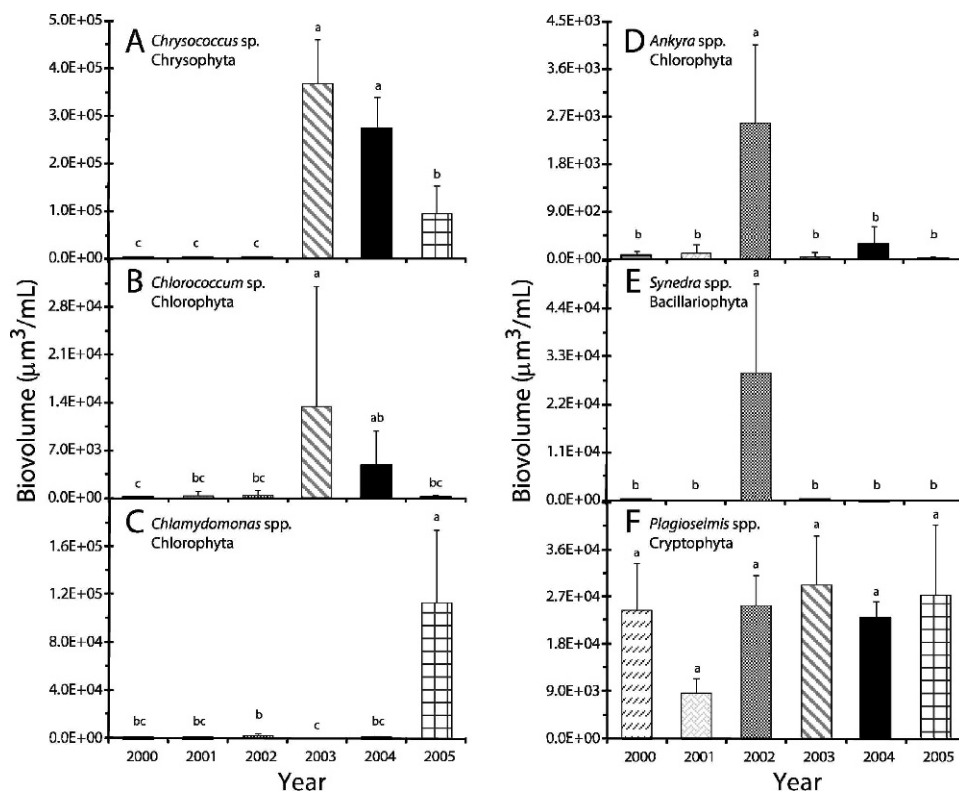 Biovolume (µm³/mL)
A
Chrysococcus sp.
Chrysophyta
5.0E+05
4.0E+05
3.0E+05
2.0E+05
1.0E+05
0.0E+00
c c c a a b
B
Chlorococcum sp.
Chlorophyta
2.8E+04
2.1E+04
1.4E+04
7.0E+03
0.0E+00
c bc bc a ab bc
C
Chlamydomonas spp.
Chlorophyta
1.6E+05
1.2E+05
8.0E+04
4.0E+04
0.0E+00
bc bc b c bc a
2000 2001 2002 2003 2004 2005
Year
Biovolume (µm³/mL)
D
Ankyra spp.
Chlorophyta
4.5E+03
3.6E+03
2.7E+03
1.8E+03
9.0E+02
0.0E+00
b b a b b b
E
Synedra spp.
Bacillariophyta
4.4E+04
3.3E+04
2.2E+04
1.1E+04
0.0E+00
b b a b b b
F
Plagioselmis spp.
Cryptophyta
3.6E+04
2.7E+04
1.8E+04
9.0E+03
0.0E+00
a a a a a a
2000 2001 2002 2003 2004 2005
Year